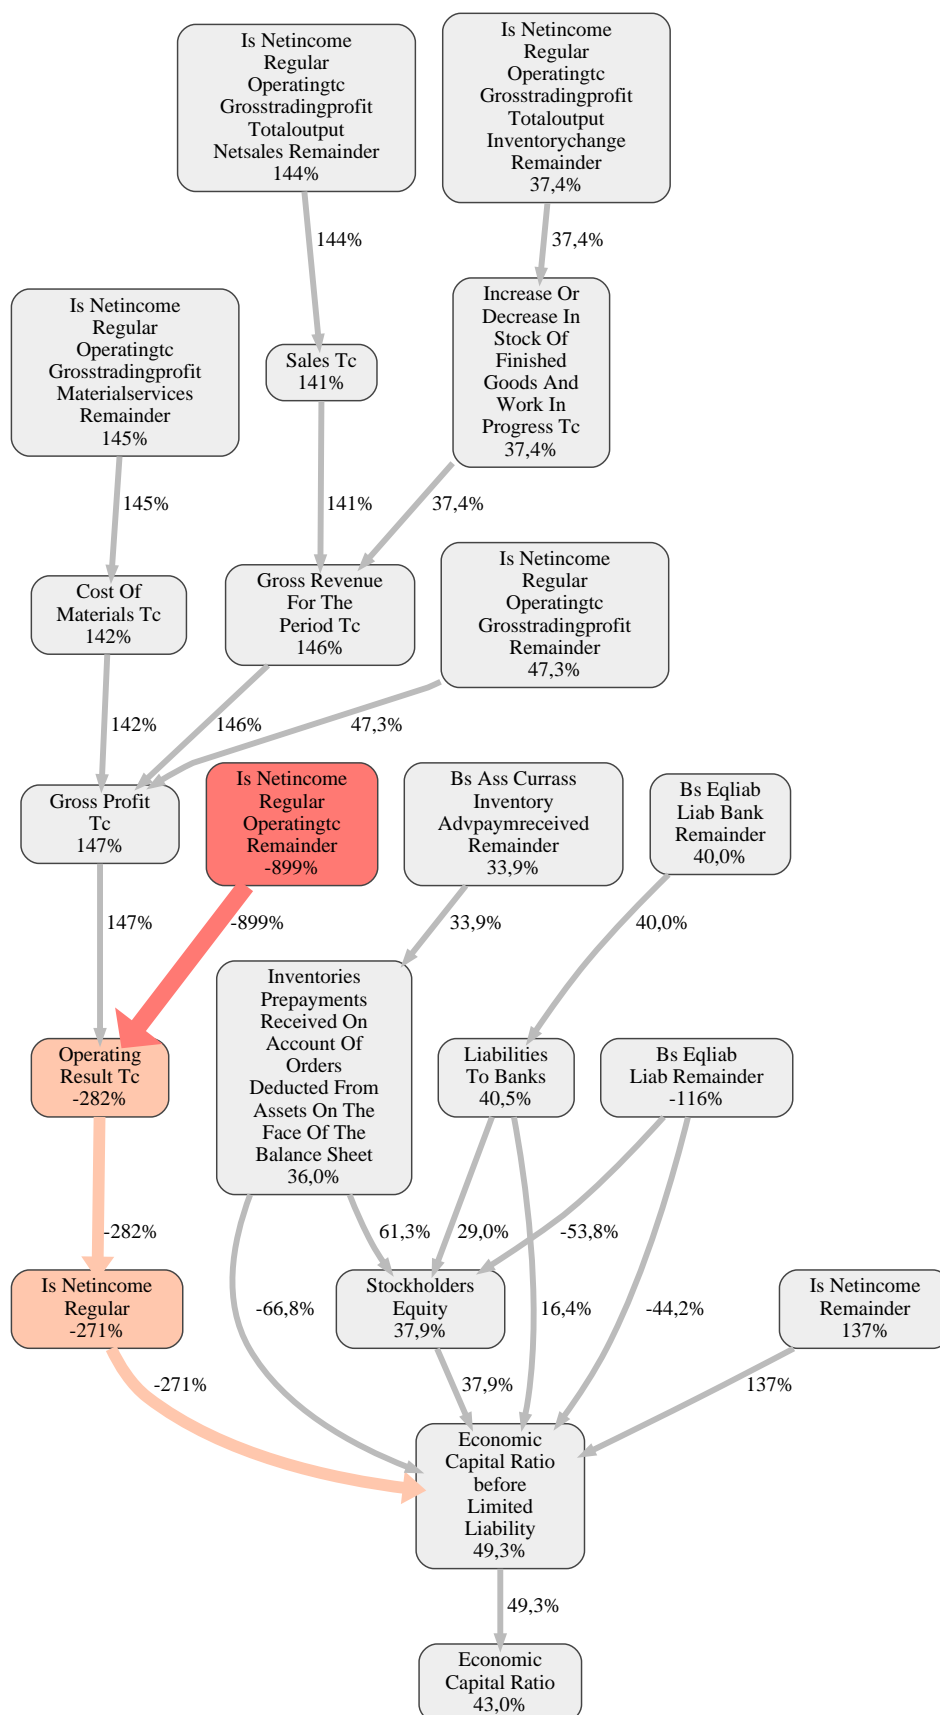 Is Netincome
Regular
Operatingtc
Grosstradingprofit
Totaloutput
Netsales Remainder
144%
Is Netincome
Regular
Operatingtc
Grosstradingprofit
Totaloutput
Inventorychange
Remainder
37,4%
144%
37,4%
Is Netincome
Regular
Operatingtc
Grosstradingprofit
Materialservices
Remainder
145%
Sales Tc
141%
Increase Or
Decrease In
Stock Of
Finished
Goods And
Work In
Progress Tc
37,4%
145%
141%
37,4%
Cost Of
Materials Tc
142%
Gross Revenue
For The
Period Tc
146%
Is Netincome
Regular
Operatingtc
Grosstradingprofit
Remainder
47,3%
142%
146%
47,3%
Gross Profit
Tc
147%
Is Netincome
Regular
Operatingtc
Remainder
-899%
Bs Ass Currass
Inventory
Advpaymreceived
Remainder
33,9%
Bs Eqliab
Liab Bank
Remainder
40,0%
147%
-899%
33,9%
40,0%
Operating
Result Tc
-282%
Inventories
Prepayments
Received On
Account Of
Orders
Deducted From
Assets On The
Face Of The
Balance Sheet
36,0%
Liabilities
To Banks
40,5%
Bs Eqliab
Liab Remainder
-116%
-282%
61,3%
29,0%
-53,8%
Is Netincome
Regular
-271%
-66,8%
Stockholders
Equity
37,9%
16,4%
-44,2%
Is Netincome
Remainder
137%
-271%
37,9%
137%
Economic
Capital Ratio
before
Limited
Liability
49,3%
49,3%
Economic
Capital Ratio
43,0%